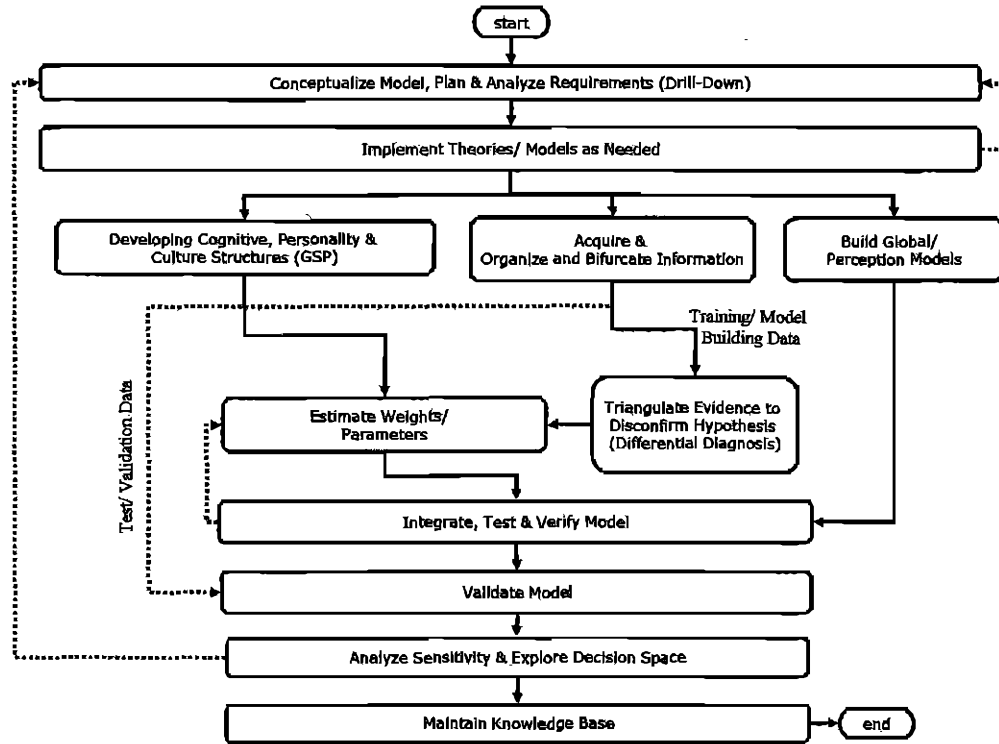 start
Conceptualize Model, Plan & Analyze Requirements (Drill-Down)
Implement Theories/ Models as Needed
Developing Cognitive, Personality &
Culture Structures (GSP)
Acquire &
Organize and Bifurcate Information
Build Global/
Perception Models
Training/ Model
Building Data
Test/ Validation Data
Estimate Weights/
Parameters
Triangulate Evidence to
Disconfirm Hypothesis
(Differential Diagnosis)
Integrate, Test & Verify Model
Validate Model
Analyze Sensitivity & Explore Decision Space
Maintain Knowledge Base
end